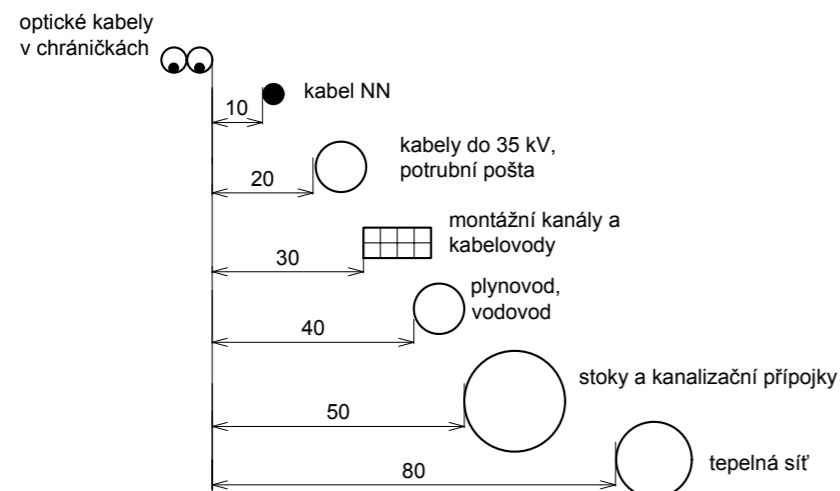 optické kabely
v chráničkách
kabel NN
10
kabely do 35 kV,
potrubní pošta
20
montážní kanály a
kabelovody
30
plynovod,
vodovod
40
stoky a kanalizační přípojky
50
tepelná síť
80